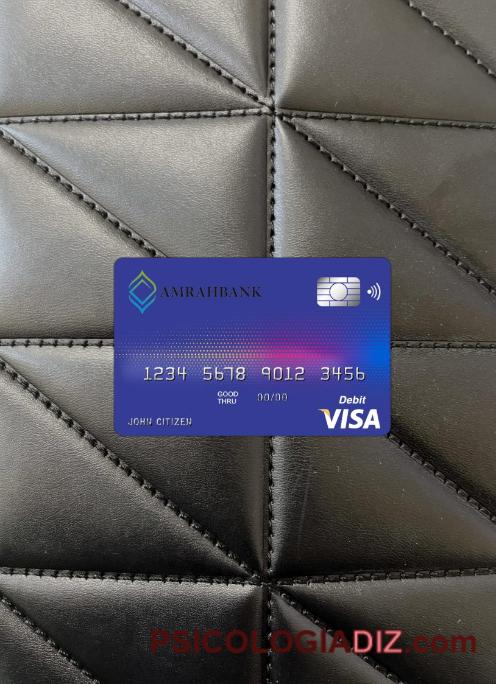 AMRAHBANK
1234 5678 9012 3456
GOOD
THRU
00/00
Debit
JOHN CITIZEN
VISA
PSICOLOGIADIZ.com